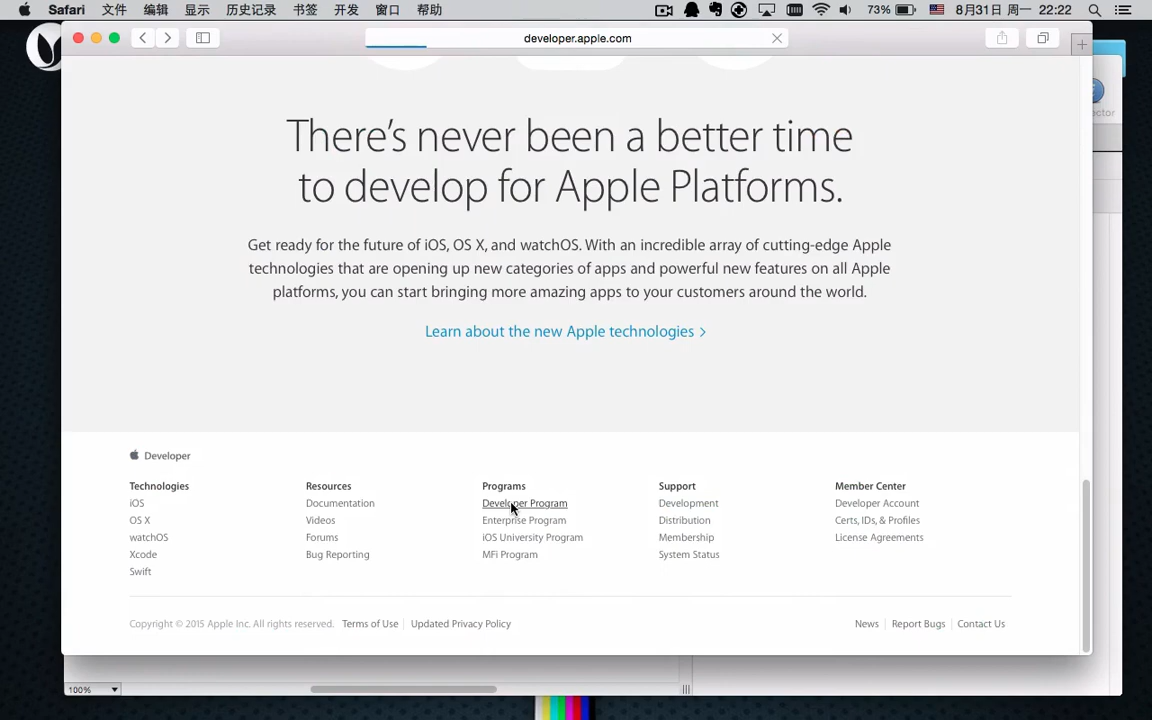 Safari 文件 编辑 显示 历史记录 书签 开发 窗口 帮助 73% 8月31日 周一 22:22
developer.apple.com
There's never been a better time
to develop for Apple Platforms.
Get ready for the future of iOS, OS X, and watchOS. With an incredible array of cutting-edge Apple
technologies that are opening up new categories of apps and powerful new features on all Apple
platforms, you can start bringing more amazing apps to your customers around the world.
Learn about the new Apple technologies
Developer
Technologies
iOS
OS X
watchOS
Xcode
Swift
Resources
Documentation
Videos
Forums
Bug Reporting
Programs
Developer Program
Enterprise Program
iOS University Program
MFi Program
Support
Development
Distribution
Membership
System Status
Member Center
Developer Account
Certs, IDs, & Profiles
License Agreements
Copyright © 2015 Apple Inc. All rights reserved. Terms of Use Updated Privacy Policy News Report Bugs Contact Us
100%